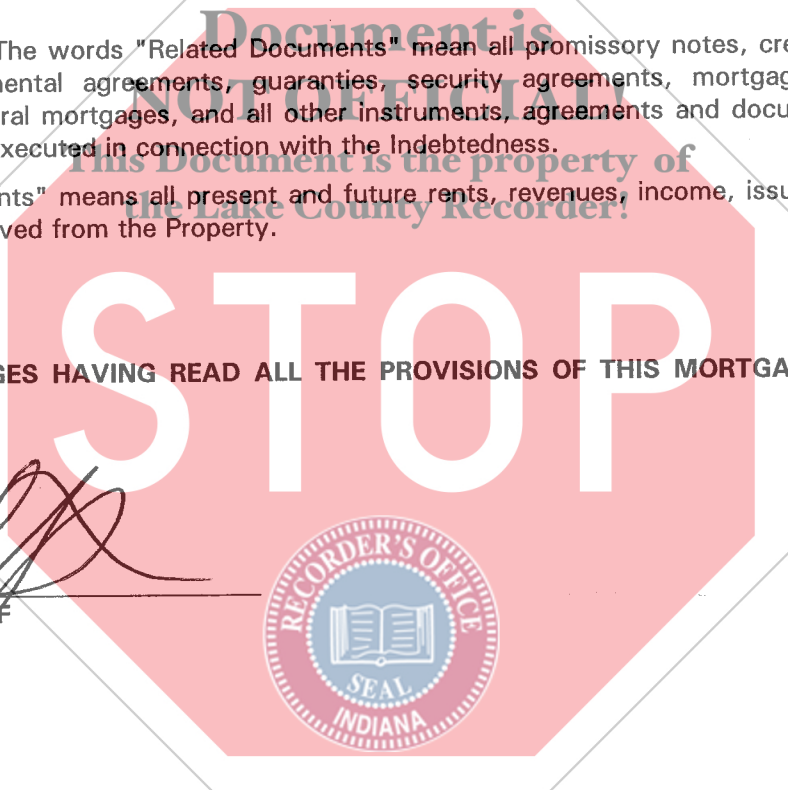 Document is
The words "Related Documents" mean all promissory notes, cre
mental agreements, guaranties, security agreements, mortgag
NOT OFFICIAL!
ral mortgages, and all other instruments, agreements and docu
xecuted in connection with the Indebtedness.
This Document is the property of
nts" means all present and future rents, revenues, income, issu
the Lake County Recorder!
ved from the Property.
STOP
GES HAVING READ ALL THE PROVISIONS OF THIS MORTGA
F
RECORDER'S OFFICE
SEAL
INDIANA